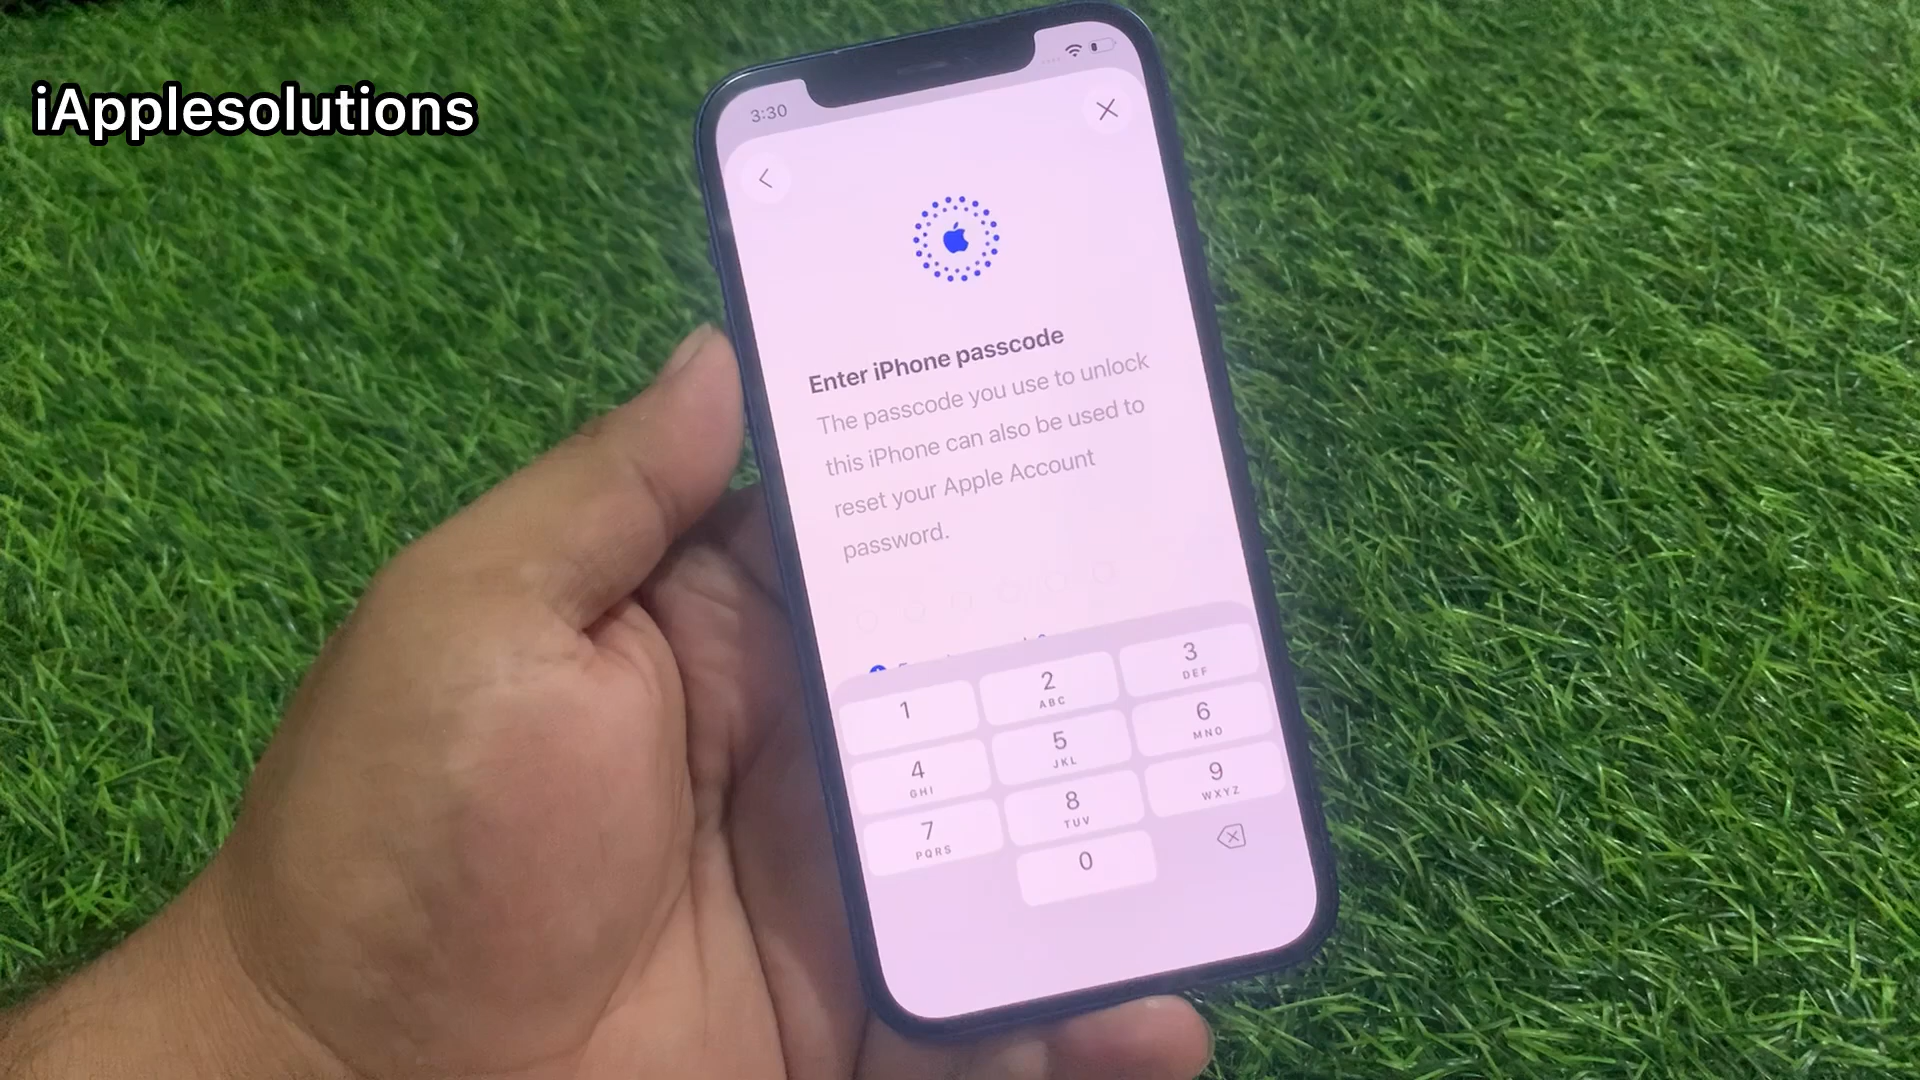 iApplesolutions
3:30
Enter iPhone passcode
The passcode you use to unlock
this iPhone can also be used to
reset your Apple Account
password.
1
2
ABC
3
DEF
4
GHI
5
JKL
6
MNO
7
PQRS
8
TUV
9
WXYZ
0